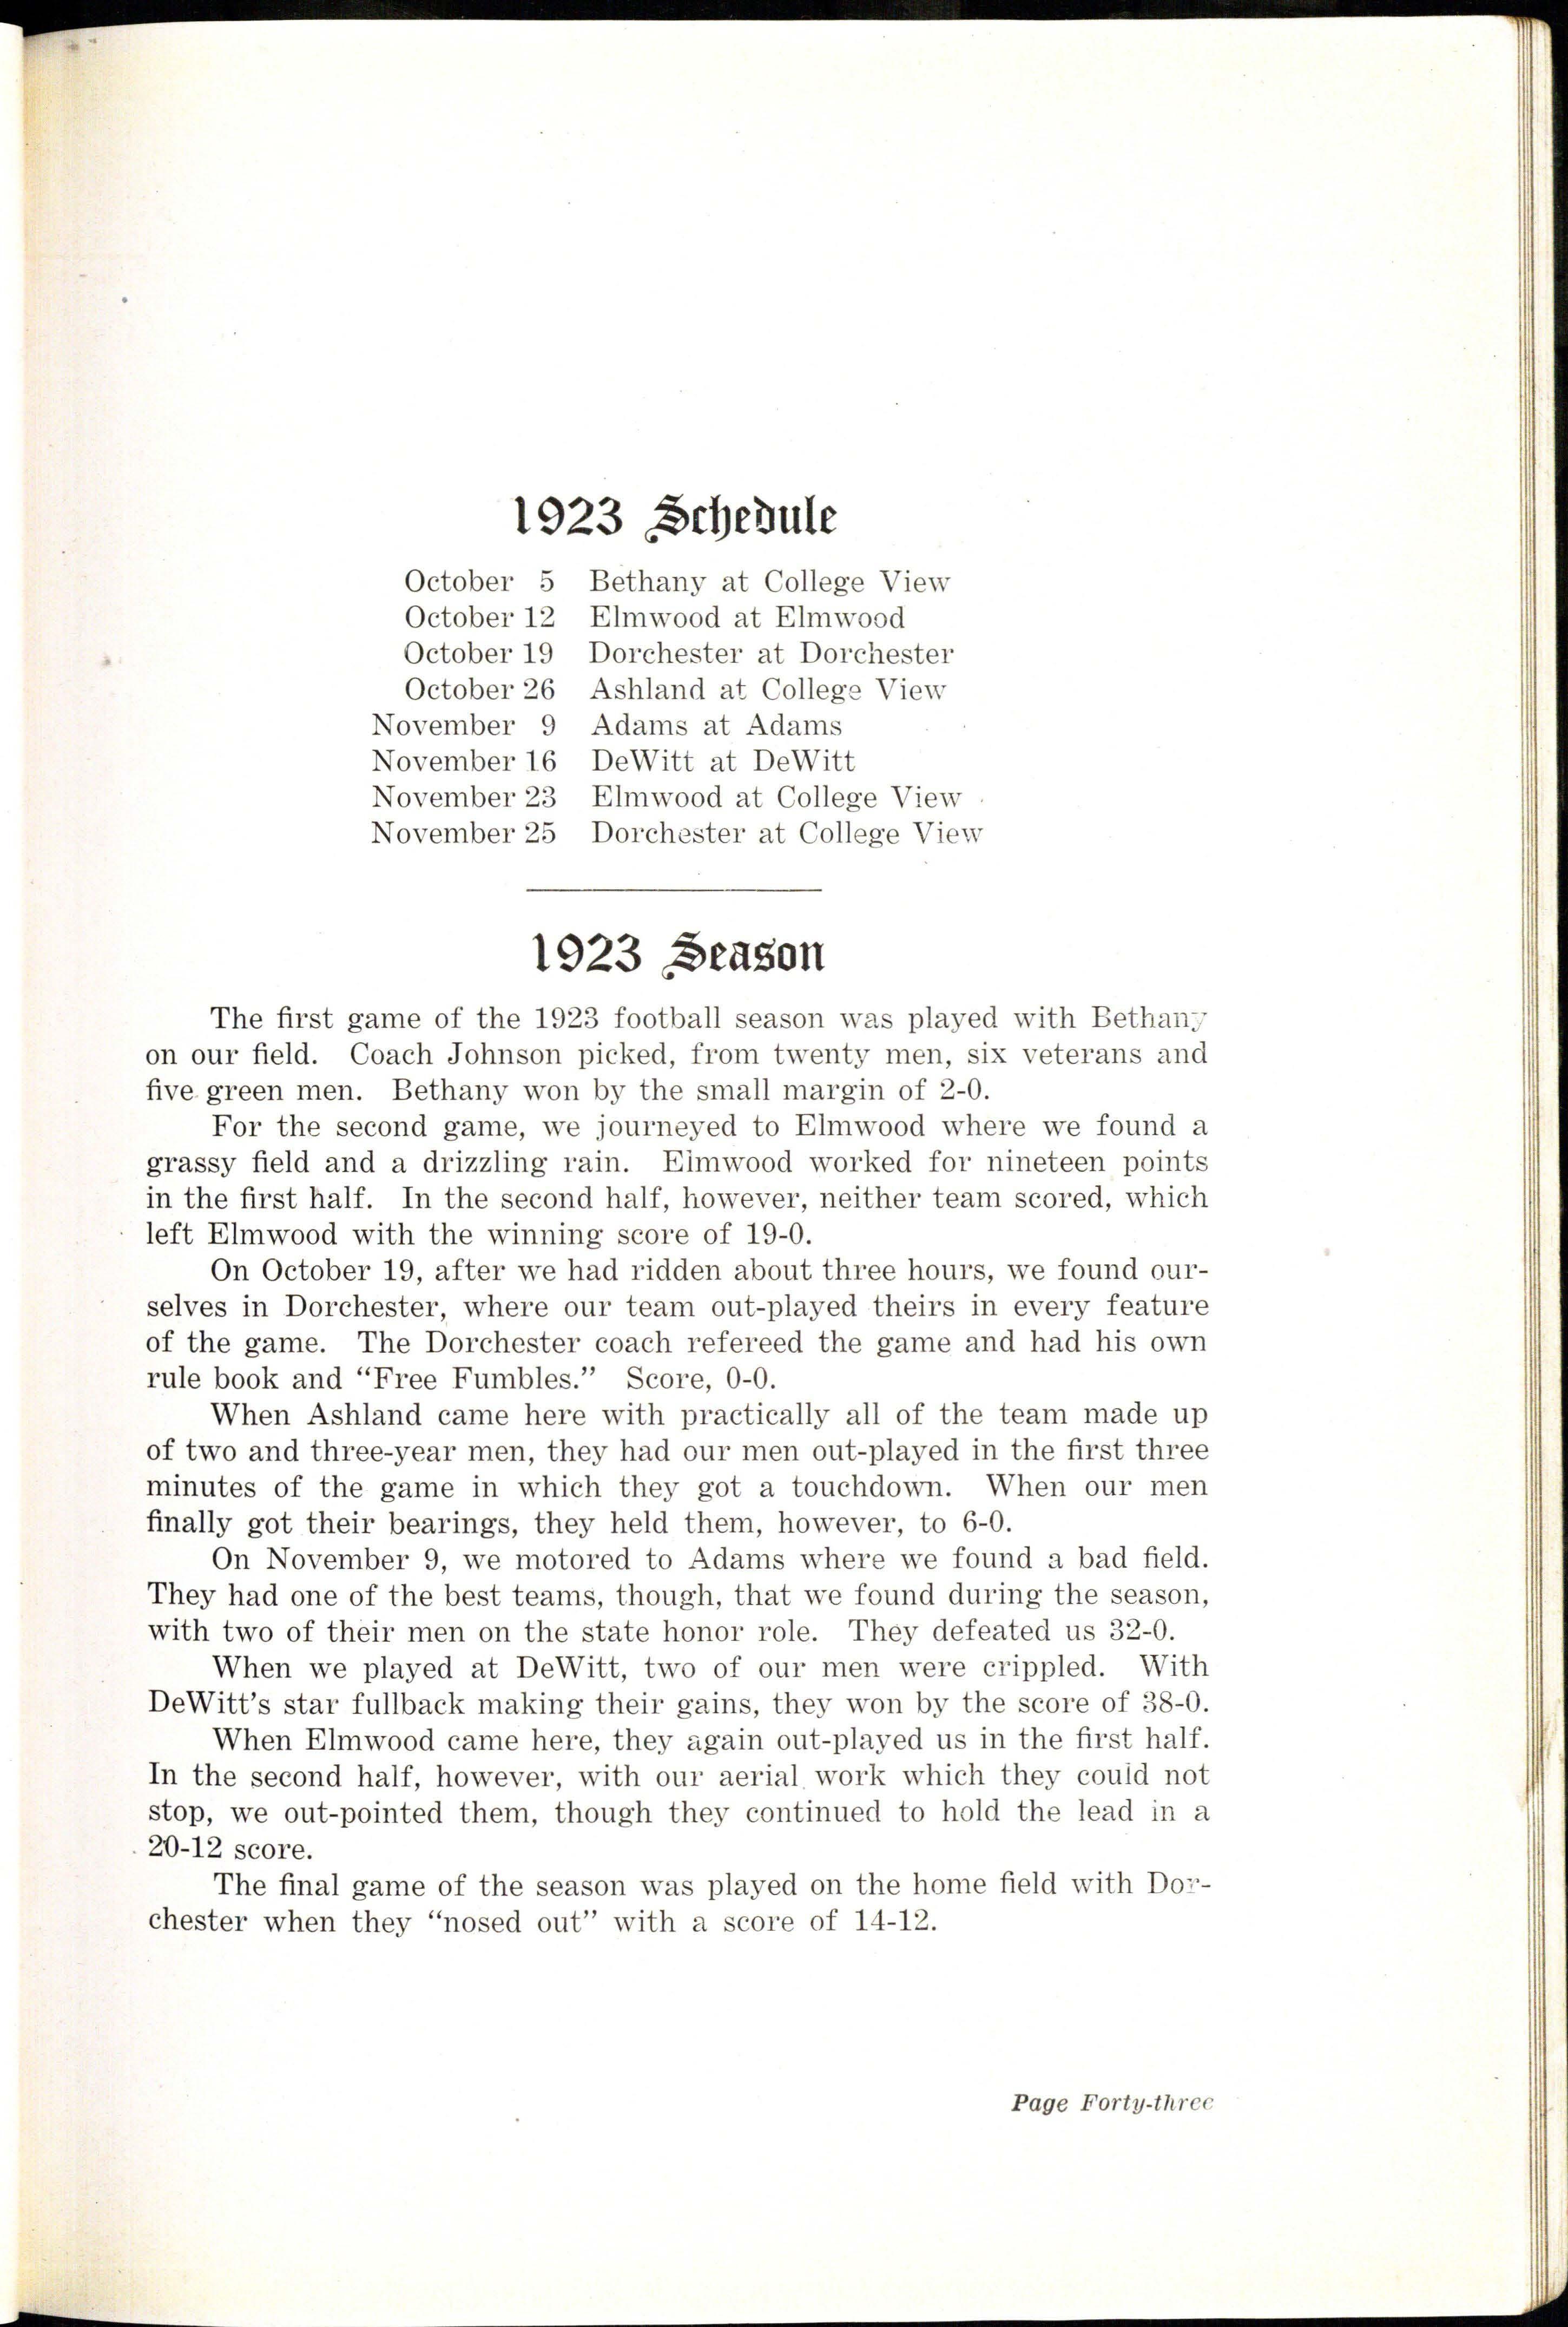 1923 Schedule
October 5 Bethany at College View
October 12 Elmwood at Elmwood
October 19 Dorchester at Dorchester
October 26 Ashland at College View
November 9 Adams at Adams
November 16 DeWitt at DeWitt
November 23 Elmwood at College View
November 25 Dorchester at College View
1923 Season
The first game of the 1923 football season was played with Bethany
on our field. Coach Johnson picked, from twenty men, six veterans and
five green men. Bethany won by the small margin of 2-0.
For the second game, we journeyed to Elmwood where we found a
grassy field and a drizzling rain. Elmwood worked for nineteen points
in the first half. In the second half, however, neither team scored, which
left Elmwood with the winning score of 19-0.
On October 19, after we had ridden about three hours, we found our-
selves in Dorchester, where our team out-played theirs in every feature
of the game. The Dorchester coach refereed the game and had his own
rule book and “Free Fumbles.” Score, 0-0.
When Ashland came here with practically all of the team made up
of two and three-year men, they had our men out-played in the first three
minutes of the game in which they got a touchdown. When our men
finally got their bearings, they held them, however, to 6-0.
On November 9, we motored to Adams where we found a bad field.
They had one of the best teams, though, that we found during the season,
with two of their men on the state honor role. They defeated us 32-0.
When we played at DeWitt, two of our men were crippled. With
DeWitt’s star fullback making their gains, they won by the score of 38-0.
When Elmwood came here, they again out-played us in the first half.
In the second half, however, with our aerial work which they could not
stop, we out-pointed them, though they continued to hold the lead in a
20-12 score.
The final game of the season was played on the home field with Dor-
chester when they “nosed out” with a score of 14-12.
Page Forty-three